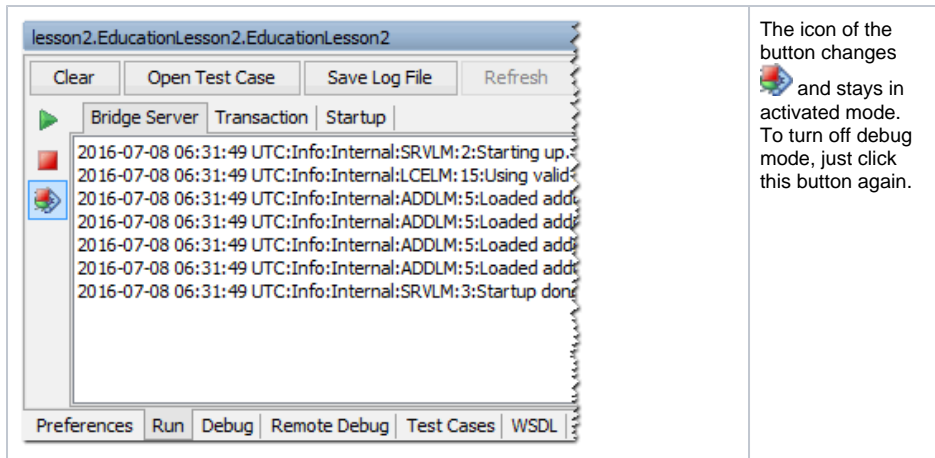 lesson2.EducationLesson2.EducationLesson2
Clear Open Test Case Save Log File Refresh
Bridge Server Transaction Startup
2016-07-08 06:31:49 UTC:Info:Internal:SRVLM:2:Starting up.
2016-07-08 06:31:49 UTC:Info:Internal:LCELM:15:Using valid
2016-07-08 06:31:49 UTC:Info:Internal:ADDLM:5:Loaded
2016-07-08 06:31:49 UTC:Info:Internal:ADDLM:5:Loaded
2016-07-08 06:31:49 UTC:Info:Internal:ADDLM:5:Loaded
2016-07-08 06:31:49 UTC:Info:Internal:ADDLM:5:Loaded
2016-07-08 06:31:49 UTC:Info:Internal:SRVLM:3:Startup
Preferences Run Debug Remote Debug Test Cases WSDL
The icon of the
button changes
and stays in
activated mode.
To turn off debug
mode, just click
this button again.